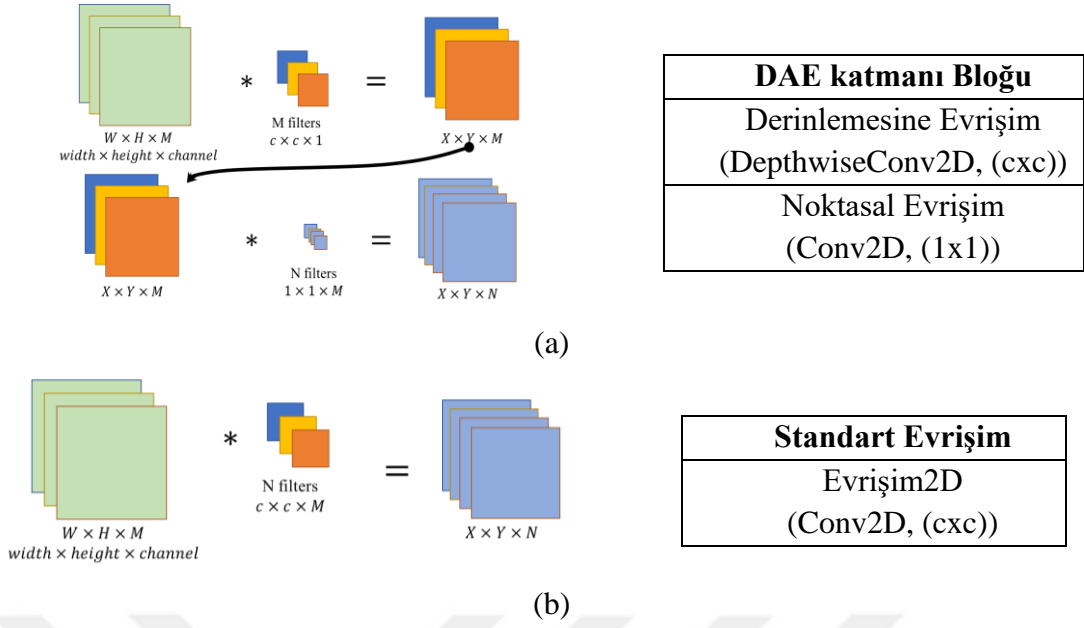 *
=
M filters
c × c × 1
W × H × M
width × height × channel
X × Y × M
*
=
N filters
1 × 1 × M
X × Y × M
X × Y × N
DAE katmanı Bloğu
Derinlemesine Evrişim
(DepthwiseConv2D, (cxc))
Noktasal Evrişim
(Conv2D, (1x1))
(a)
*
=
N filters
c × c × M
W × H × M
width × height × channel
X × Y × N
Standart Evrişim
Evrişim2D
(Conv2D, (cxc))
(b)